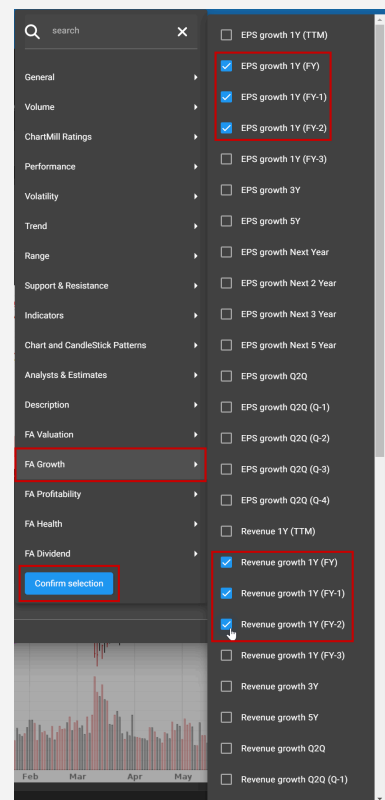 search
General
Volume
ChartMill Ratings
Performance
Volatility
Trend
Range
Support & Resistance
Indicators
Chart and CandleStick Patterns
Analysts & Estimates
Description
FA Valuation
FA Growth
FA Profitability
FA Health
FA Dividend
Confirm selection
EPS growth 1Y (TTM)
EPS growth 1Y (FY)
EPS growth 1Y (FY-1)
EPS growth 1Y (FY-2)
EPS growth 1Y (FY-3)
EPS growth 3Y
EPS growth 5Y
EPS growth Next Year
EPS growth Next 2 Year
EPS growth Next 3 Year
EPS growth Next 5 Year
EPS growth Q2Q
EPS growth Q2Q (Q-1)
EPS growth Q2Q (Q-2)
EPS growth Q2Q (Q-3)
EPS growth Q2Q (Q-4)
Revenue 1Y (TTM)
Revenue growth 1Y (FY)
Revenue growth 1Y (FY-1)
Revenue growth 1Y (FY-2)
Revenue growth 1Y (FY-3)
Revenue growth 3Y
Revenue growth 5Y
Revenue growth Q2Q
Revenue growth Q2Q (Q-1)
Feb Mar Apr May